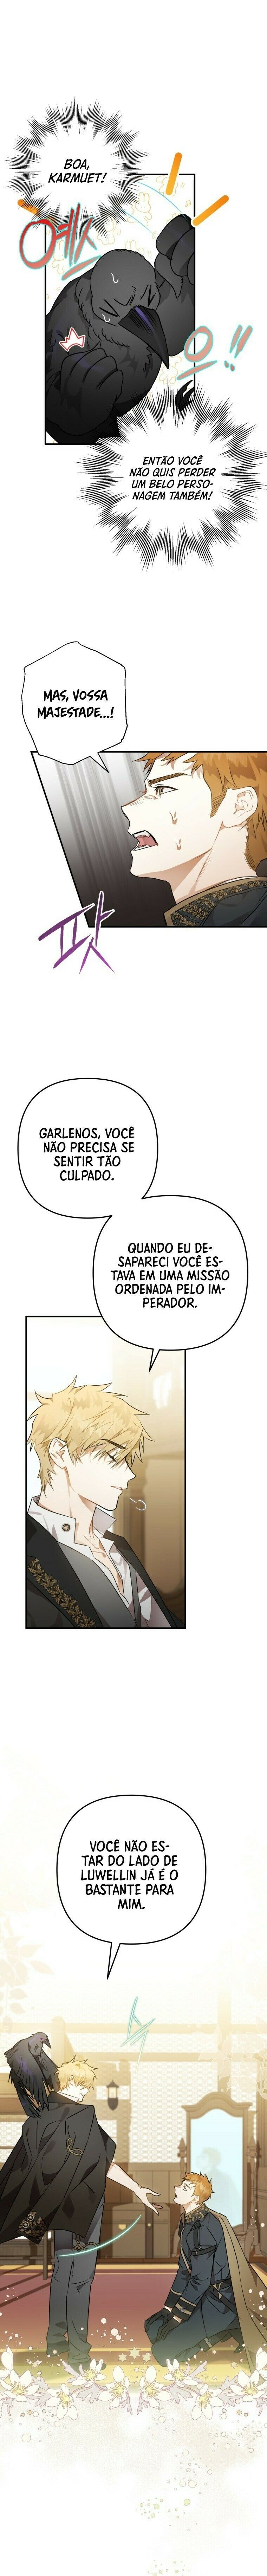 BOA,
KARMUET!
예스
으!!
ENTÃO VOCÊ
NÃO QUIS PERDER
UM BELO PERSO-
NAGEM TAMBÉM!
MAS, VOSSA
MAJESTADE...!
GARLENOS, VOCÊ
NÃO PRECISA SE
SENTIR TÃO
CULPADO.
QUANDO EU DE-
SAPARECI VOCÊ ES-
TAVA EM UMA MISSÃO
ORDENADA PELO IM-
PERADOR.
VOCÊ NÃO ES-
TAR DO LADO DE
LUWELLIN JÁ É O
BASTANTE PARA
MIM.